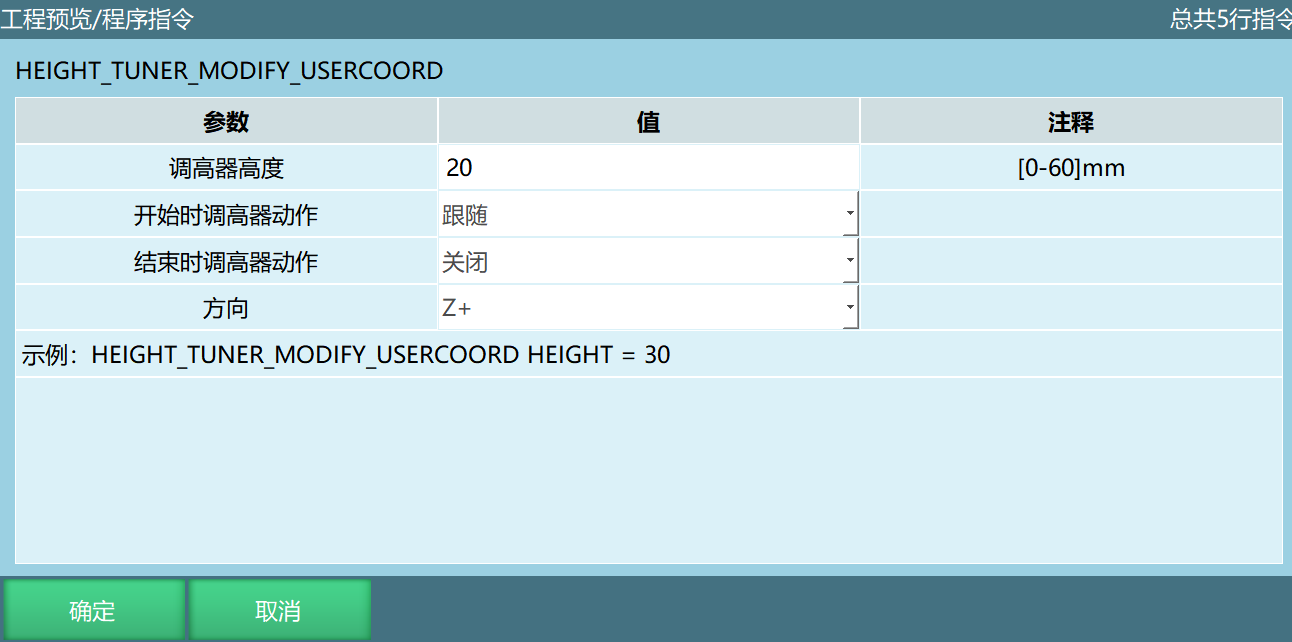 工程预览/程序指令
总共5行指令
HEIGHT_TUNER_MODIFY_USERCOORD
参数 值 注释
调高器高度 20 [0-60]mm
开始时调高器动作 跟随
结束时调高器动作 关闭
方向 Z+
示例：HEIGHT_TUNER_MODIFY_USERCOORD HEIGHT = 30
确定 取消